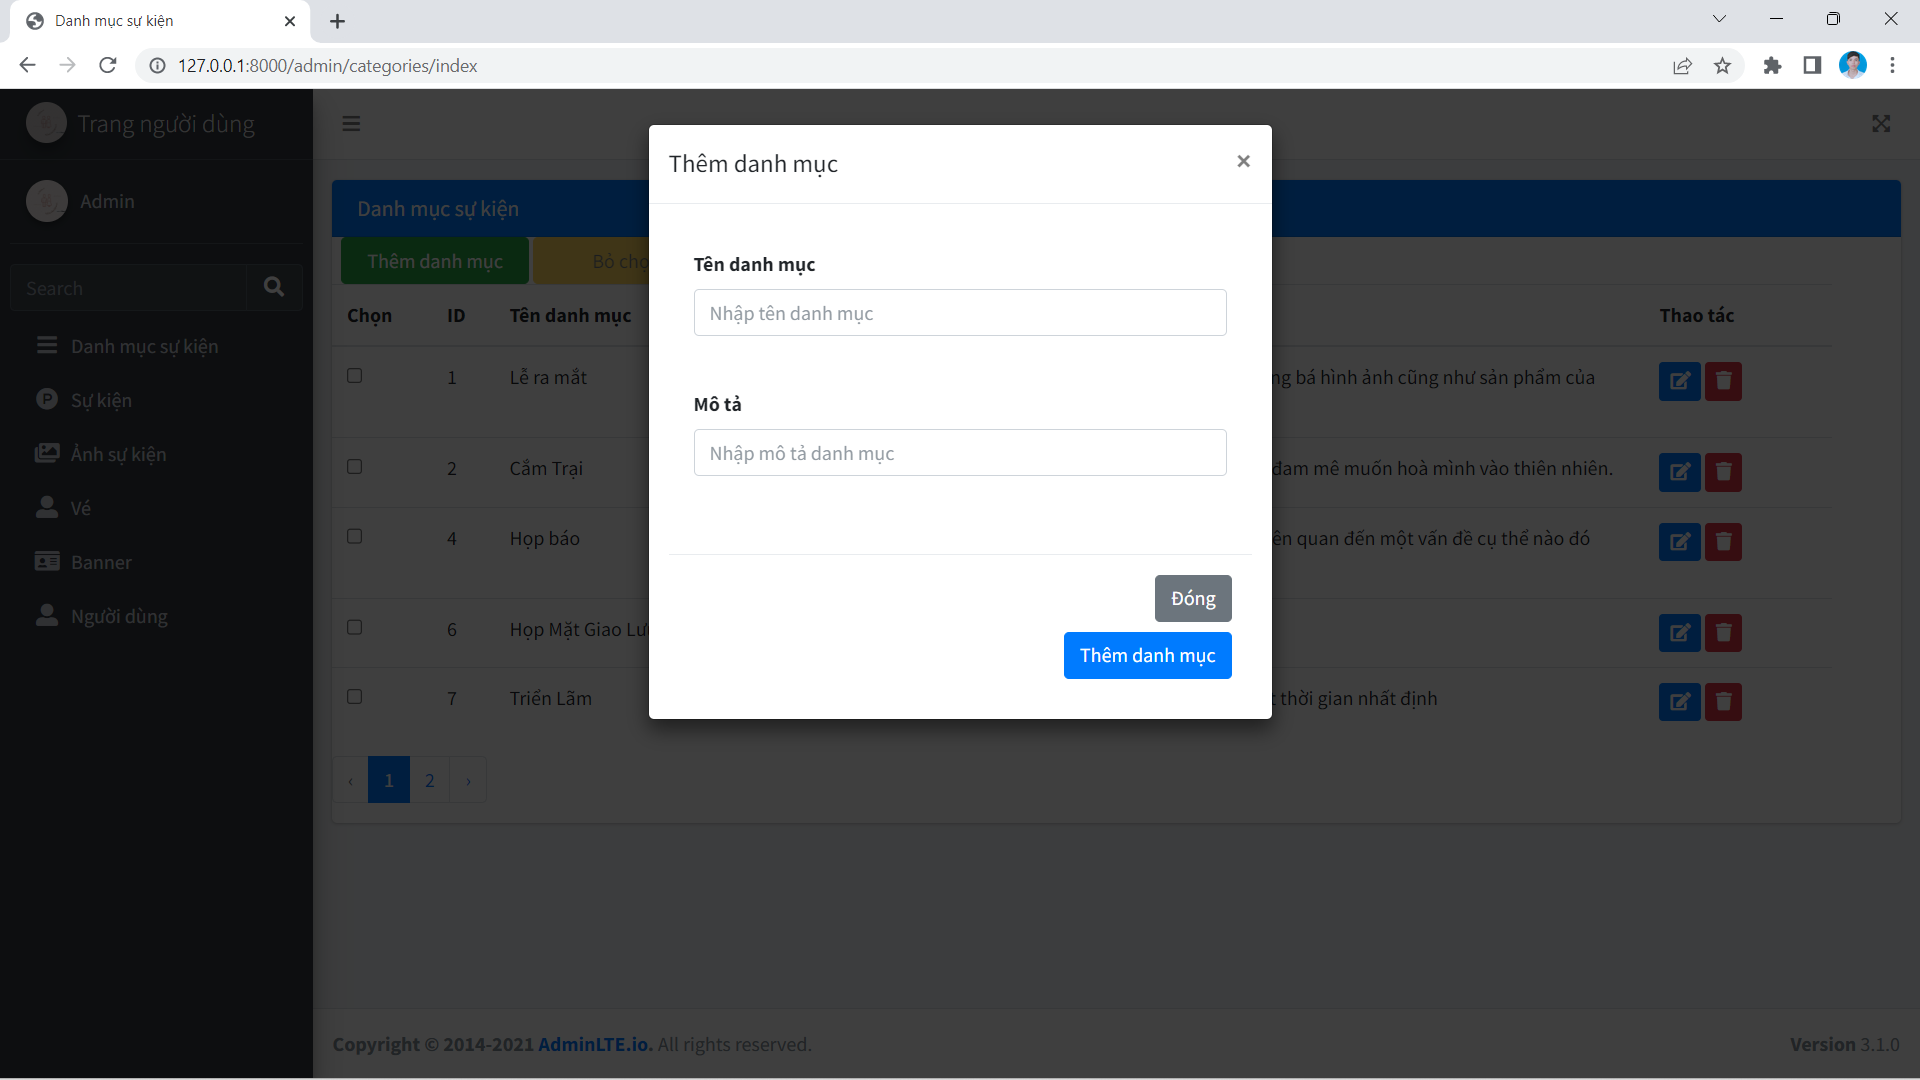 Danh mục sự kiện
127.0.0.1:8000/admin/categories/index
Trang người dùng
Admin
Search
Danh mục sự kiện
Sự kiện
Ảnh sự kiện
Vé
Banner
Người dùng
Danh mục sự kiện
Thêm danh mục
Bỏ
Chọn ID Tên danh mục Thao tác
1 Lễ ra mắt bá hình ảnh cũng như sản phẩm của
2 Cắm Trại đam mê muốn hoà mình vào thiên nhiên.
4 Họp báo quan đến một vấn đề cụ thể nào đó
6 Họp Mặt Giao
7 Triển Lãm thời gian nhất định
‹ 1 2 ›
Thêm danh mục ×
Tên danh mục
Nhập tên danh mục
Mô tả
Nhập mô tả danh mục
Đóng
Thêm danh mục
Copyright © 2014-2021 AdminLTE.io. All rights reserved.
Version 3.1.0